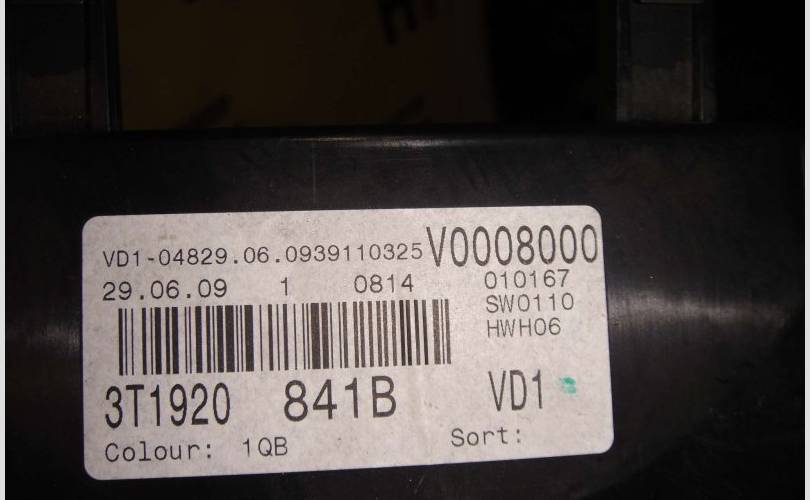 VD1-04829.06.0939110325 V0008000
29.06.09 1 0814 010167
SW0110
HWH06
3T1920 841B VD1
Colour: 1QB Sort: